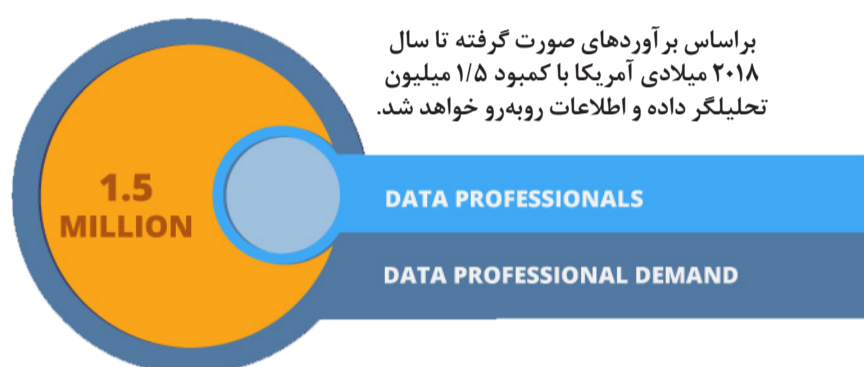 براساس برآوردهای صورت گرفته تا سال
۲۰۱۸ میلادی آمریکا با کمبود ۱/۵ میلیون
تحلیلگر داده و اطلاعات روبه‌رو خواهد شد.
1.5
MILLION
DATA PROFESSIONALS
DATA PROFESSIONAL DEMAND